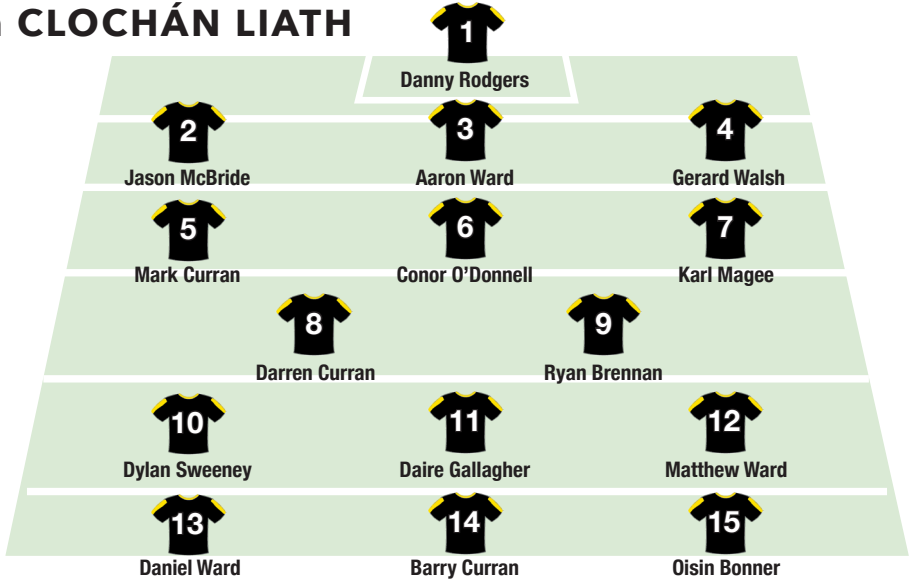 CLOCHÁN LIATH
1
Danny Rodgers
2 3 4
Jason McBride Aaron Ward Gerard Walsh
5 6 7
Mark Curran Conor O’Donnell Karl Magee
8 9
Darren Curran Ryan Brennan
10 11 12
Dylan Sweeney Daire Gallagher Matthew Ward
13 14 15
Daniel Ward Barry Curran Oisin Bonner